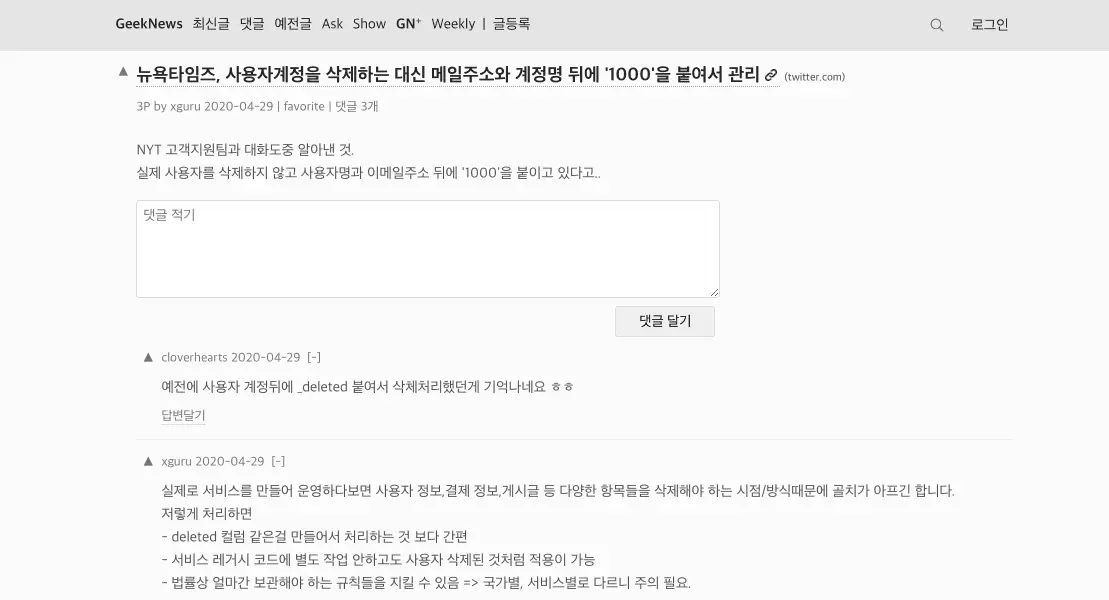 GeekNews 최신글 댓글 예전글 Ask Show GN⁺ Weekly | 글등록 로그인
▲ 뉴욕타임즈, 사용자계정을 삭제하는 대신 메일주소와 계정명 뒤에 '1000'을 붙여서 관리 (twitter.com)
3P by xguru 2020-04-29 | favorite | 댓글 3개
NYT 고객지원팀과 대화도중 알아낸 것.
실제 사용자를 삭제하지 않고 사용자명과 이메일주소 뒤에 '1000'을 붙이고 있다고..
댓글 적기
댓글 달기
▲ cloverhearts 2020-04-29 [-]
예전에 사용자 계정뒤에 _deleted 붙여서 삭체처리했던게 기억나네요 ㅎㅎ
답변달기
▲ xguru 2020-04-29 [-]
실제로 서비스를 만들어 운영하다보면 사용자 정보,결제 정보,게시글 등 다양한 항목들을 삭제해야 하는 시점/방식때문에 골치가 아프긴 합니다.
저렇게 처리하면
- deleted 컬럼 같은걸 만들어서 처리하는 것 보다 간편
- 서비스 레거시 코드에 별도 작업 안하고도 사용자 삭제된 것처럼 적용이 가능
- 법률상 얼마간 보관해야 하는 규칙들을 지킬 수 있음 => 국가별, 서비스별로 다르니 주의 필요.